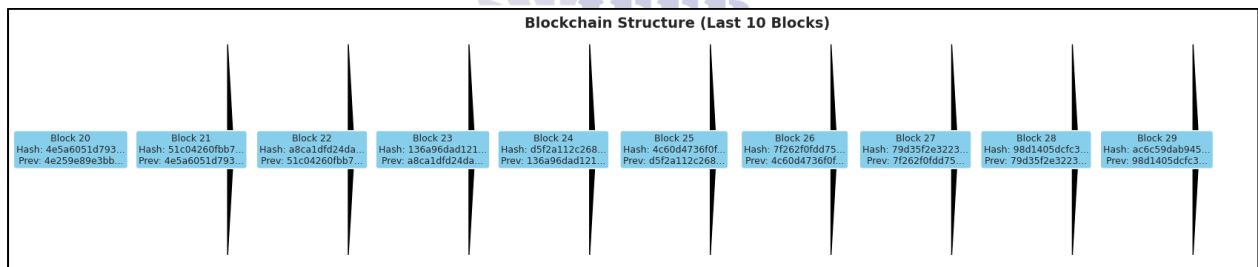 Blockchain Structure (Last 10 Blocks)
Block 20
Hash: 4e5a6051d793...
Prev: 4e259e89e3bb...
Block 21
Hash: 51c04260fbb7...
Prev: 4e5a6051d793...
Block 22
Hash: a8ca1dfd24da...
Prev: 51c04260fbb7...
Block 23
Hash: 136a96dad121...
Prev: a8ca1dfd24da...
Block 24
Hash: d5f2a112c268...
Prev: 136a96dad121...
Block 25
Hash: 4c60d4736f0f...
Prev: d5f2a112c268...
Block 26
Hash: 7f262f0fdd75...
Prev: 4c60d4736f0f...
Block 27
Hash: 79d35f2e3223...
Prev: 7f262f0fdd75...
Block 28
Hash: 98d1405dcfc3...
Prev: 79d35f2e3223...
Block 29
Hash: ac6c59dab945...
Prev: 98d1405dcfc3...